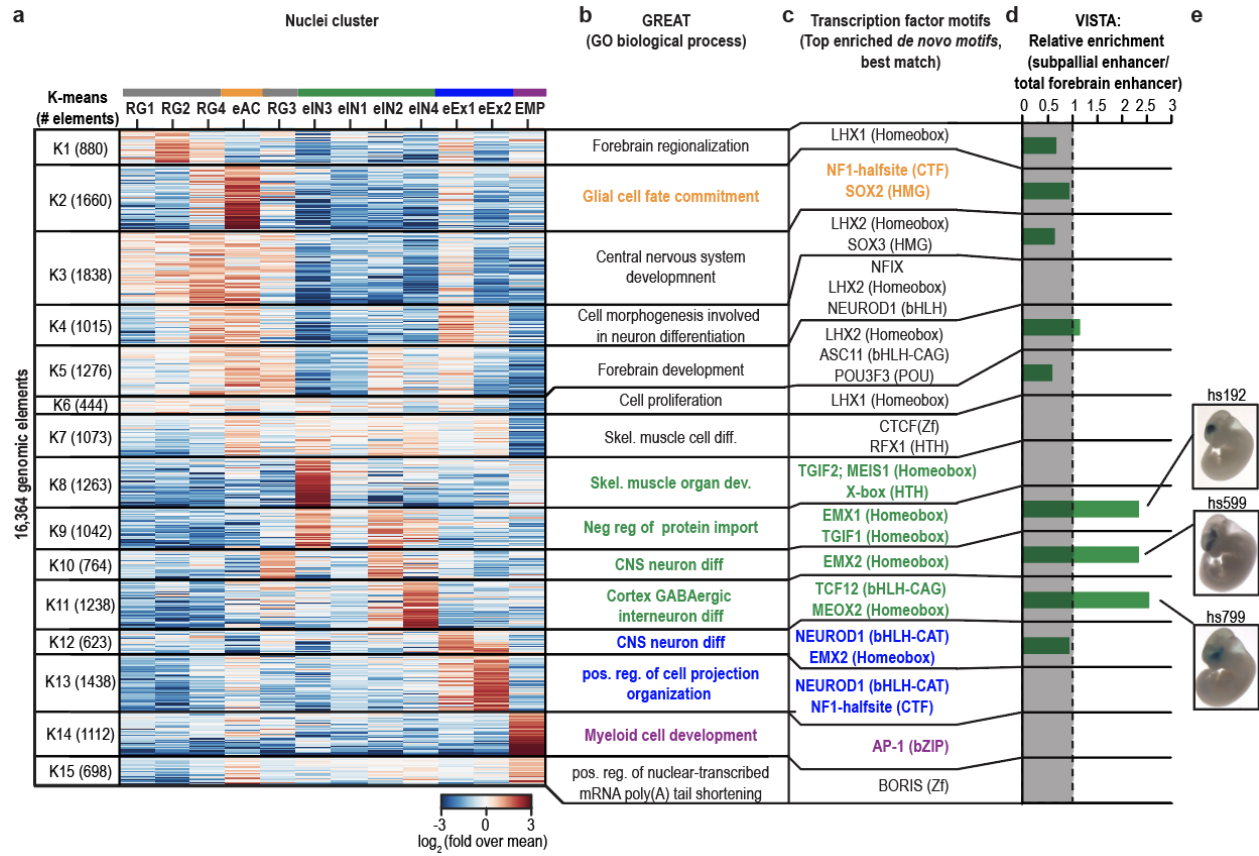 a
Nuclei cluster
b
GREAT
(GO biological process)
c
Transcription factor motifs
(Top enriched de novo motifs,
best match)
d
VISTA:
Relative enrichment
(subpallial enhancer/
total forebrain enhancer)
e
K-means
(# elements)
RG1 RG2 RG4 eAC RG3 eIN3 eIN1 eIN2 eIN4 eEx1 eEx2 EMP
0 0.5 1 1.5 2 2.5 3
16,364 genomic elements
K1 (880)
K2 (1660)
K3 (1838)
K4 (1015)
K5 (1276)
K6 (444)
K7 (1073)
K8 (1263)
K9 (1042)
K10 (764)
K11 (1238)
K12 (623)
K13 (1438)
K14 (1112)
K15 (698)
Forebrain regionalization
Glial cell fate commitment
Central nervous system
developmnent
Cell morphogenesis involved
in neuron differentiation
Forebrain development
Cell proliferation
Skel. muscle cell diff.
Skel. muscle organ dev.
Neg reg of protein import
CNS neuron diff
Cortex GABAergic
interneuron diff
CNS neuron diff
pos. reg. of cell projection
organization
Myeloid cell development
pos. reg. of nuclear-transcribed
mRNA poly(A) tail shortening
LHX1 (Homeobox)
NF1-halfsite (CTF)
SOX2 (HMG)
LHX2 (Homeobox)
SOX3 (HMG)
NFIX
LHX2 (Homeobox)
NEUROD1 (bHLH)
LHX2 (Homeobox)
ASC11 (bHLH-CAG)
POU3F3 (POU)
LHX1 (Homeobox)
CTCF(Zf)
RFX1 (HTH)
TGIF2; MEIS1 (Homeobox)
X-box (HTH)
EMX1 (Homeobox)
TGIF1 (Homeobox)
EMX2 (Homeobox)
TCF12 (bHLH-CAG)
MEOX2 (Homeobox)
NEUROD1 (bHLH-CAT)
EMX2 (Homeobox)
NEUROD1 (bHLH-CAT)
NF1-halfsite (CTF)
AP-1 (bZIP)
BORIS (Zf)
hs192
hs599
hs799
-3 0 3
log2 (fold over mean)